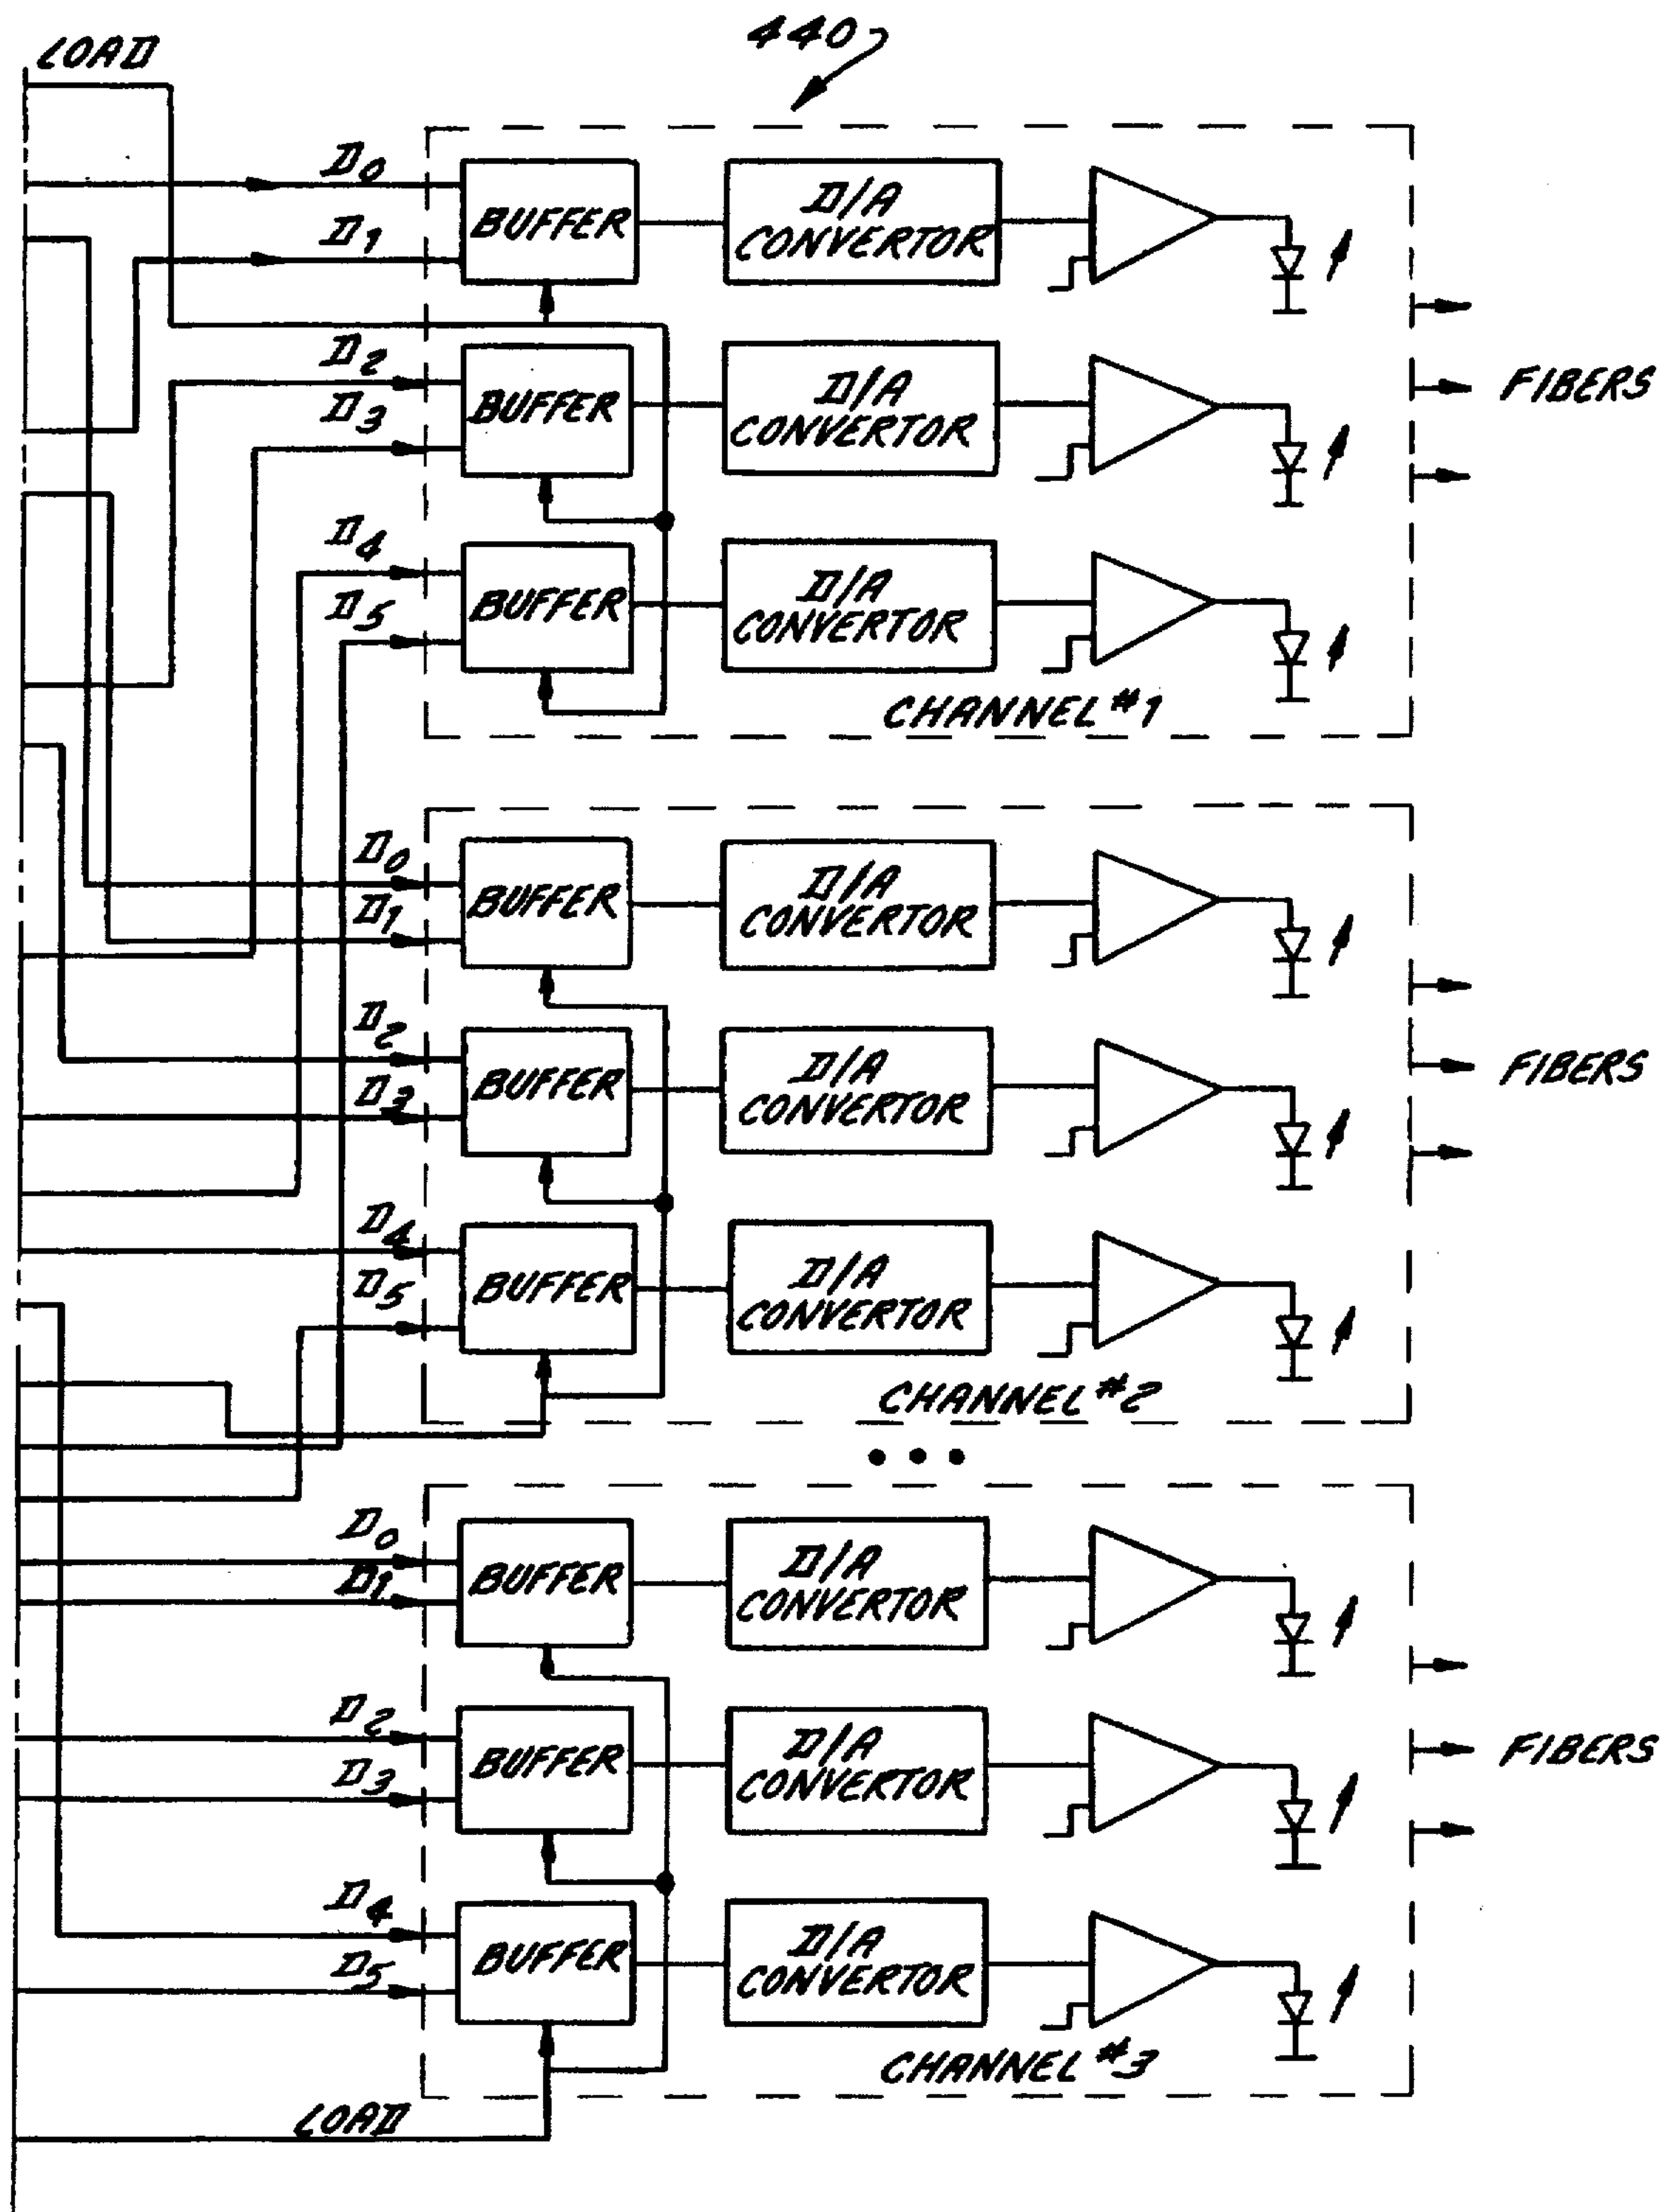 LOAD
440
D0
D1
BUFFER
D/A
CONVERTOR
D2
D3
BUFFER
D/A
CONVERTOR
FIBERS
D4
D5
BUFFER
D/A
CONVERTOR
CHANNEL #1
D0
D1
BUFFER
D/A
CONVERTOR
D2
D3
BUFFER
D/A
CONVERTOR
FIBERS
D4
D5
BUFFER
D/A
CONVERTOR
CHANNEL #2
D0
D1
BUFFER
D/A
CONVERTOR
D2
D3
BUFFER
D/A
CONVERTOR
FIBERS
D4
D5
BUFFER
D/A
CONVERTOR
CHANNEL #3
LOAD